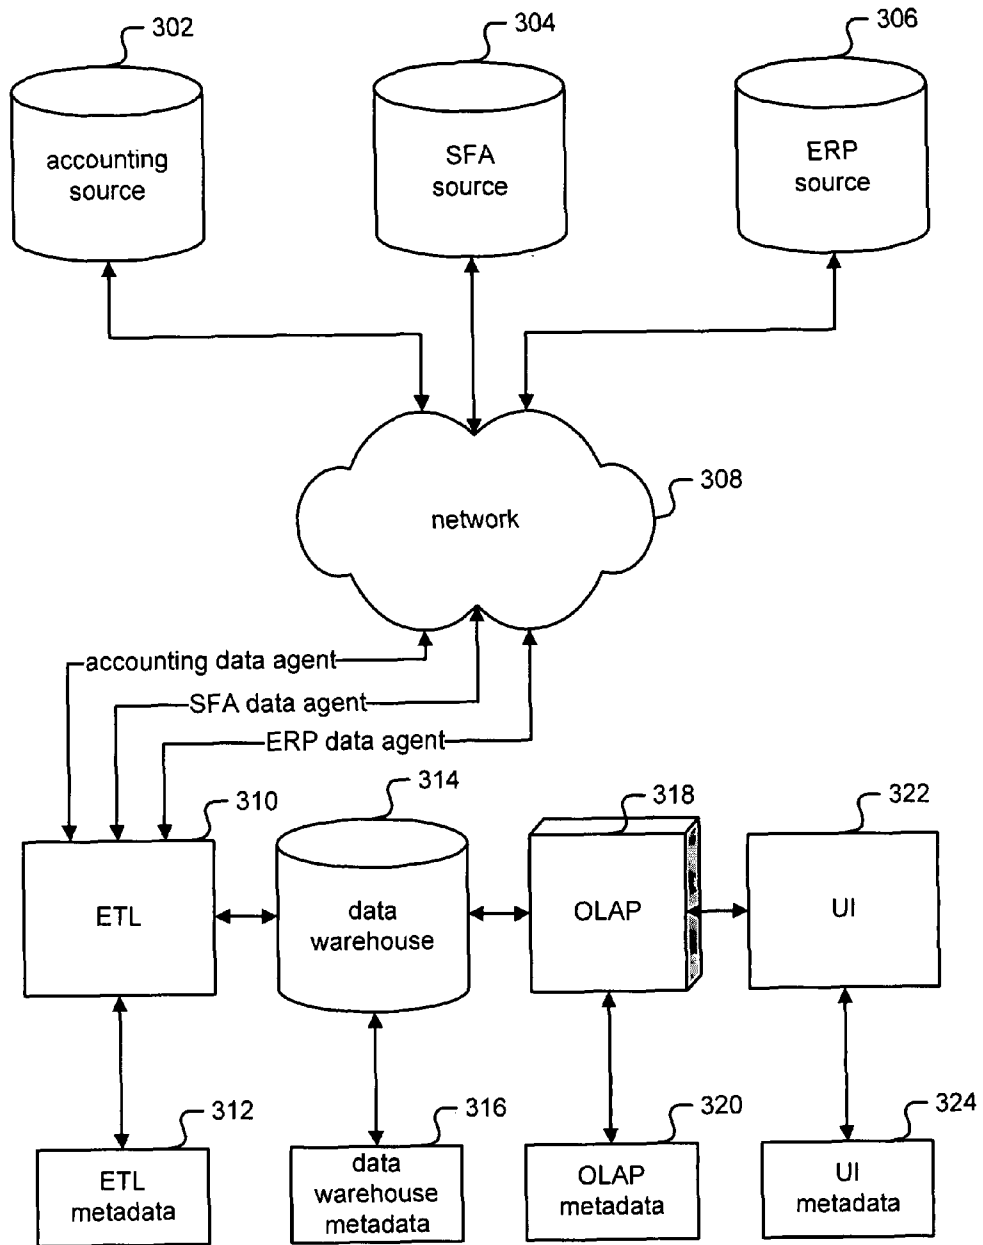 302
304
306
accounting
source
SFA
source
ERP
source
308
network
accounting data agent
SFA data agent
ERP data agent
310
314
318
322
ETL
data
warehouse
OLAP
UI
312
316
320
324
ETL
metadata
data
warehouse
metadata
OLAP
metadata
UI
metadata